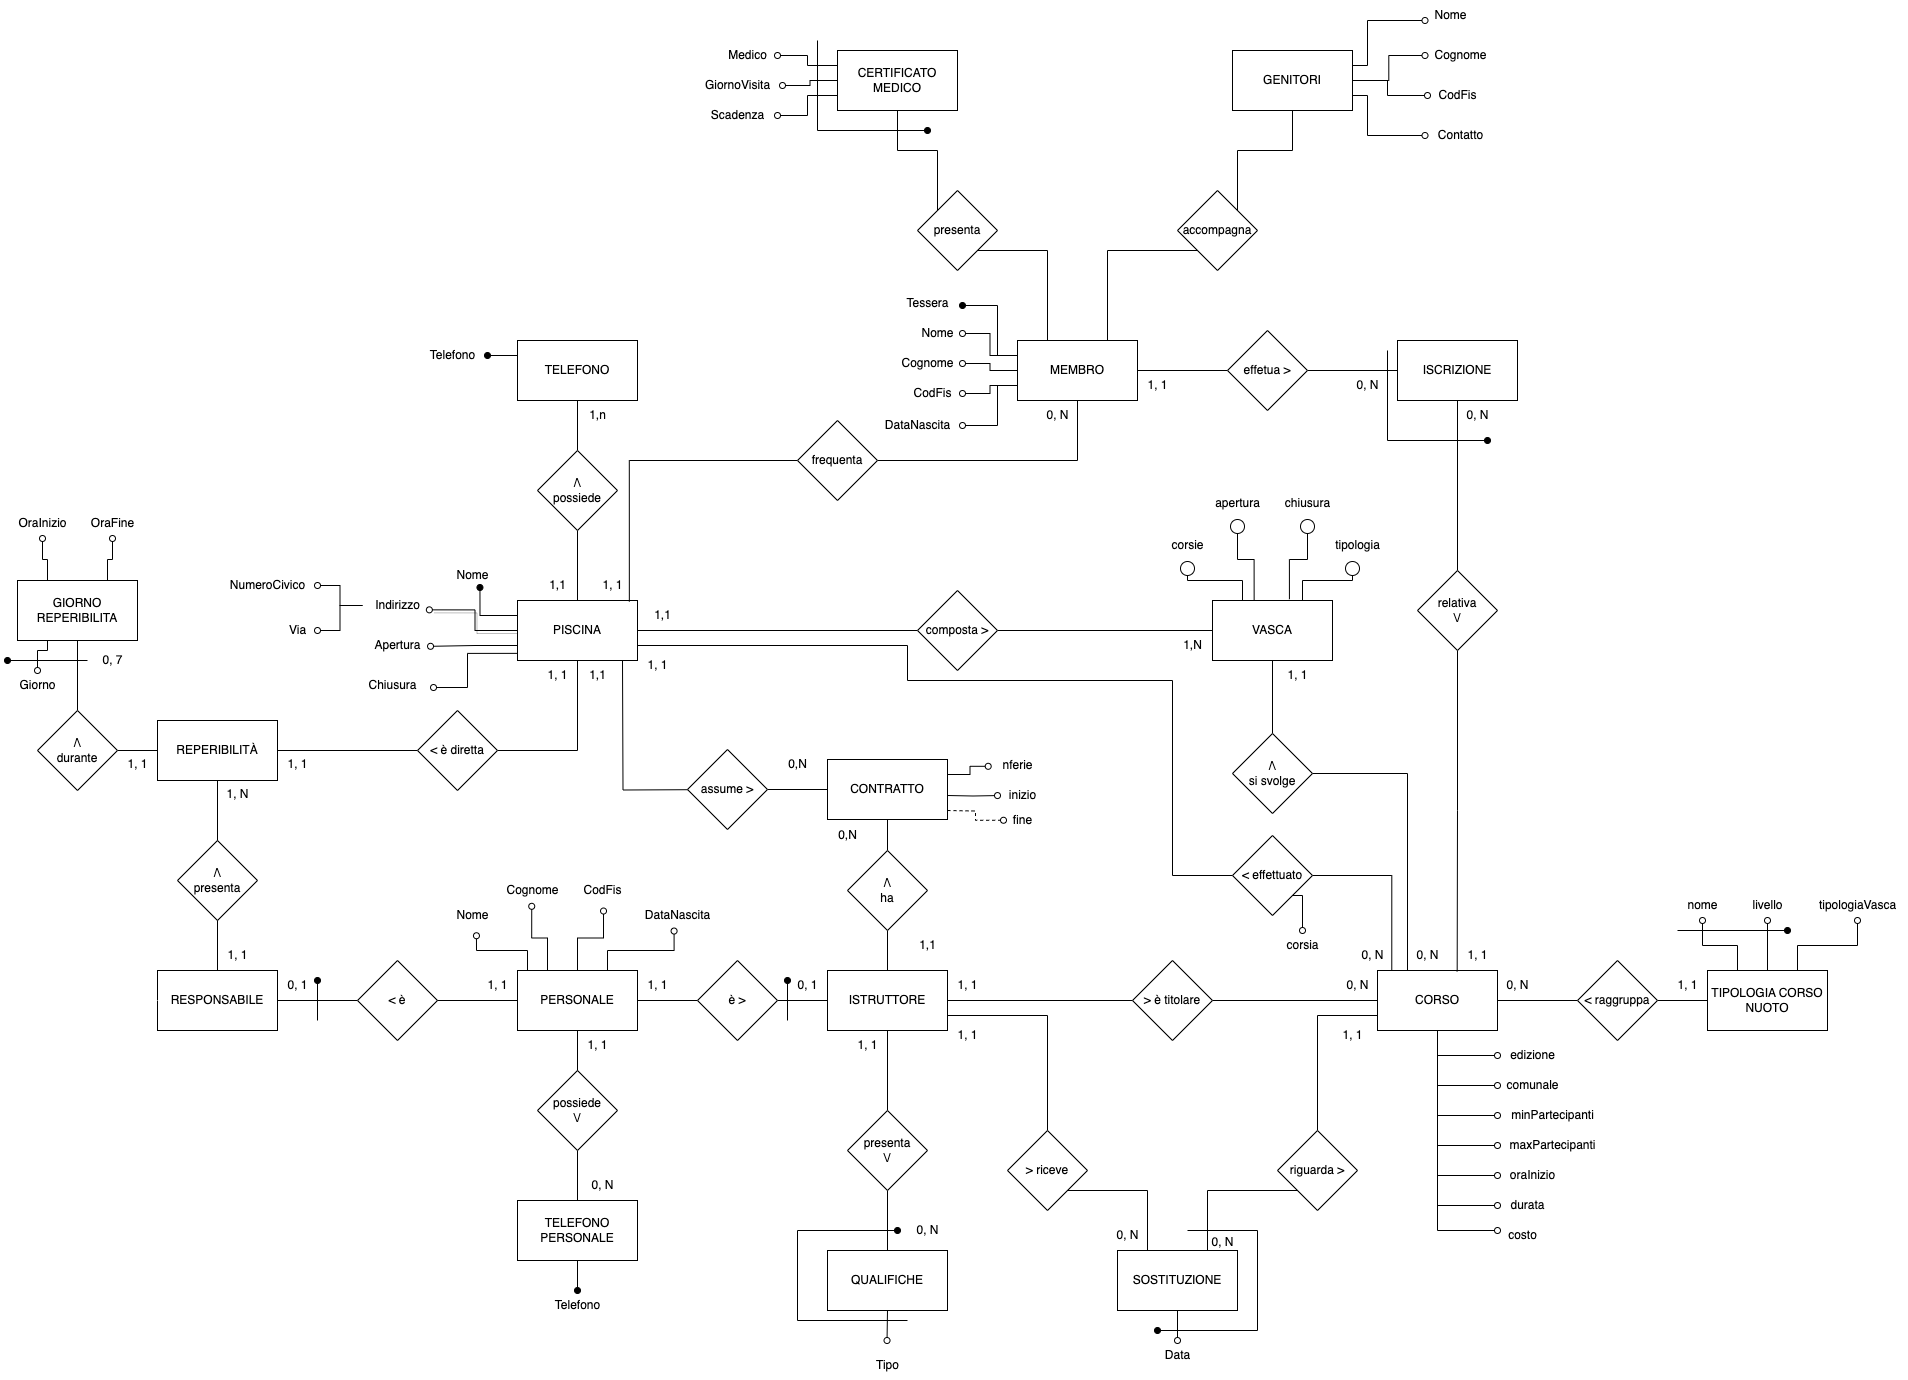 Nome
Medico
CERTIFICATO
MEDICO
GENITORI
Cognome
GiornoVisita
CodFis
Scadenza
Contatto
presenta
accompagna
Tessera
Nome
Cognome
CodFis
DataNascita
MEMBRO
1, 1
effetua >
0, N
ISCRIZIONE
0, N
0, N
Telefono
TELEFONO
1,n
frequenta
Λ
possiede
apertura
chiusura
corsie
tipologia
OraInizio
OraFine
GIORNO
REPERIBILITA
0, 7
Giorno
NumeroCivico
Via
Nome
Indirizzo
Apertura
Chiusura
1,1
1, 1
PISCINA
1,1
composta >
1,N
VASCA
relativa
V
1, 1
1,1
1, 1
1, 1
Λ
durante
1, 1
REPERIBILITÀ
1, 1
< è diretta
1, N
assume >
0,N
CONTRATTO
nferie
inizio
fine
0,N
Λ
si svolge
Λ
presenta
Λ
ha
< effettuato
corsia
nome
livello
tipologiaVasca
Cognome
CodFis
Nome
DataNascita
1, 1
1,1
0, N
0, N
1, 1
RESPONSABILE
0, 1
< è
1, 1
PERSONALE
1, 1
è >
0, 1
ISTRUTTORE
1, 1
> è titolare
0, N
CORSO
0, N
< raggruppa
1, 1
TIPOLOGIA CORSO
NUOTO
1, 1
1, 1
1, 1
1, 1
edizione
comunale
minPartecipanti
maxPartecipanti
oraInizio
durata
costo
possiede
V
presenta
V
> riceve
riguarda >
0, N
TELEFONO
PERSONALE
Telefono
0, N
QUALIFICHE
Tipo
0, N
0, N
SOSTITUZIONE
Data